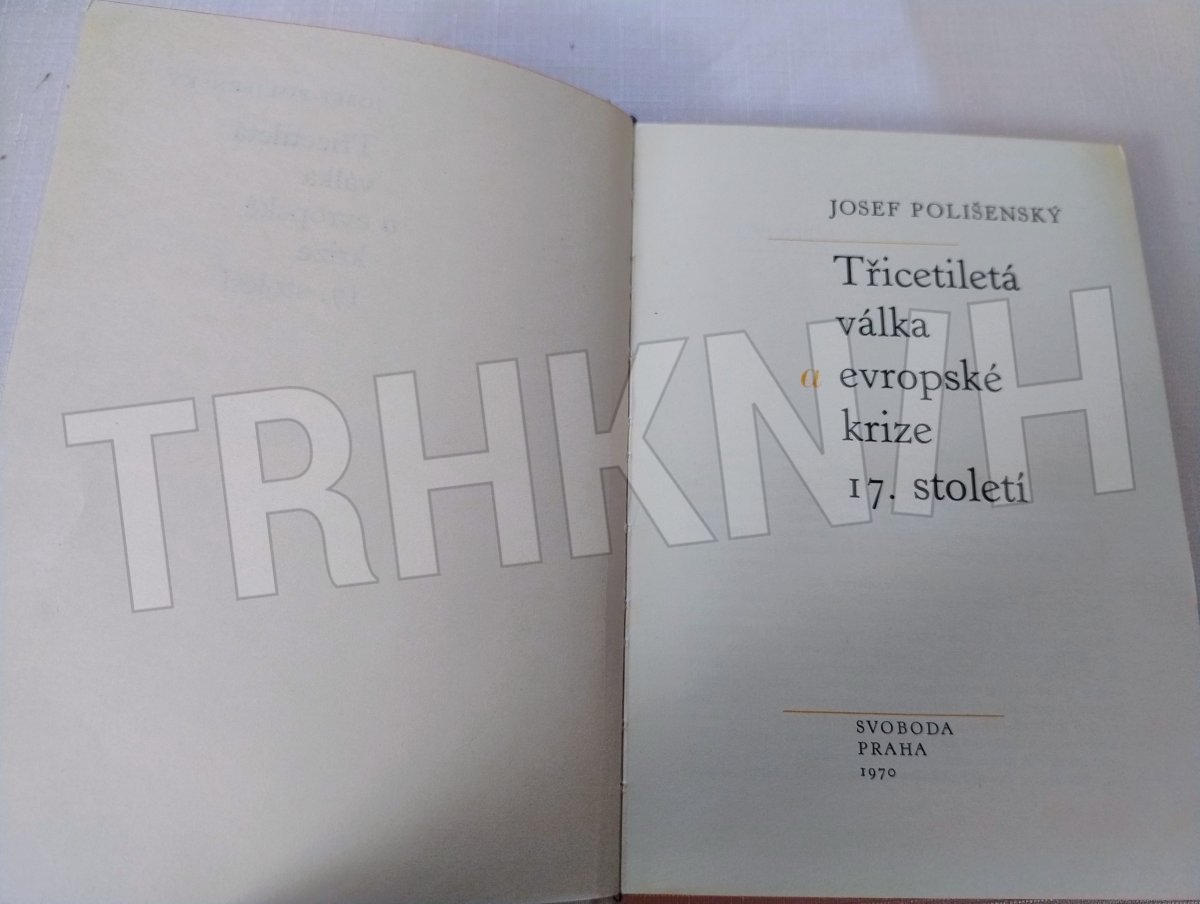 JOSEF POLIŠENSKÝ
Třicetiletá
válka
a evropské
krize
17. století
TRHKNIH
SVOBODA
PRAHA
1970